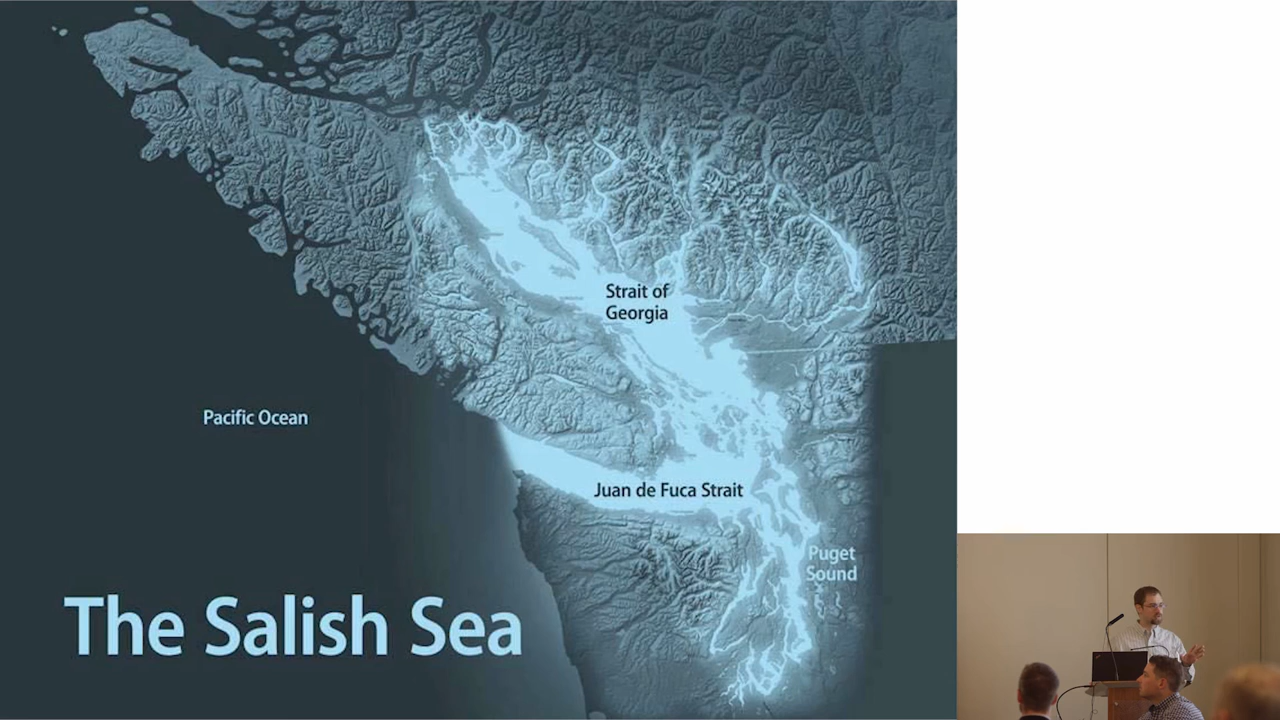 Strait of
Georgia
Pacific Ocean
Juan de Fuca Strait
Puget
Sound
The Salish Sea